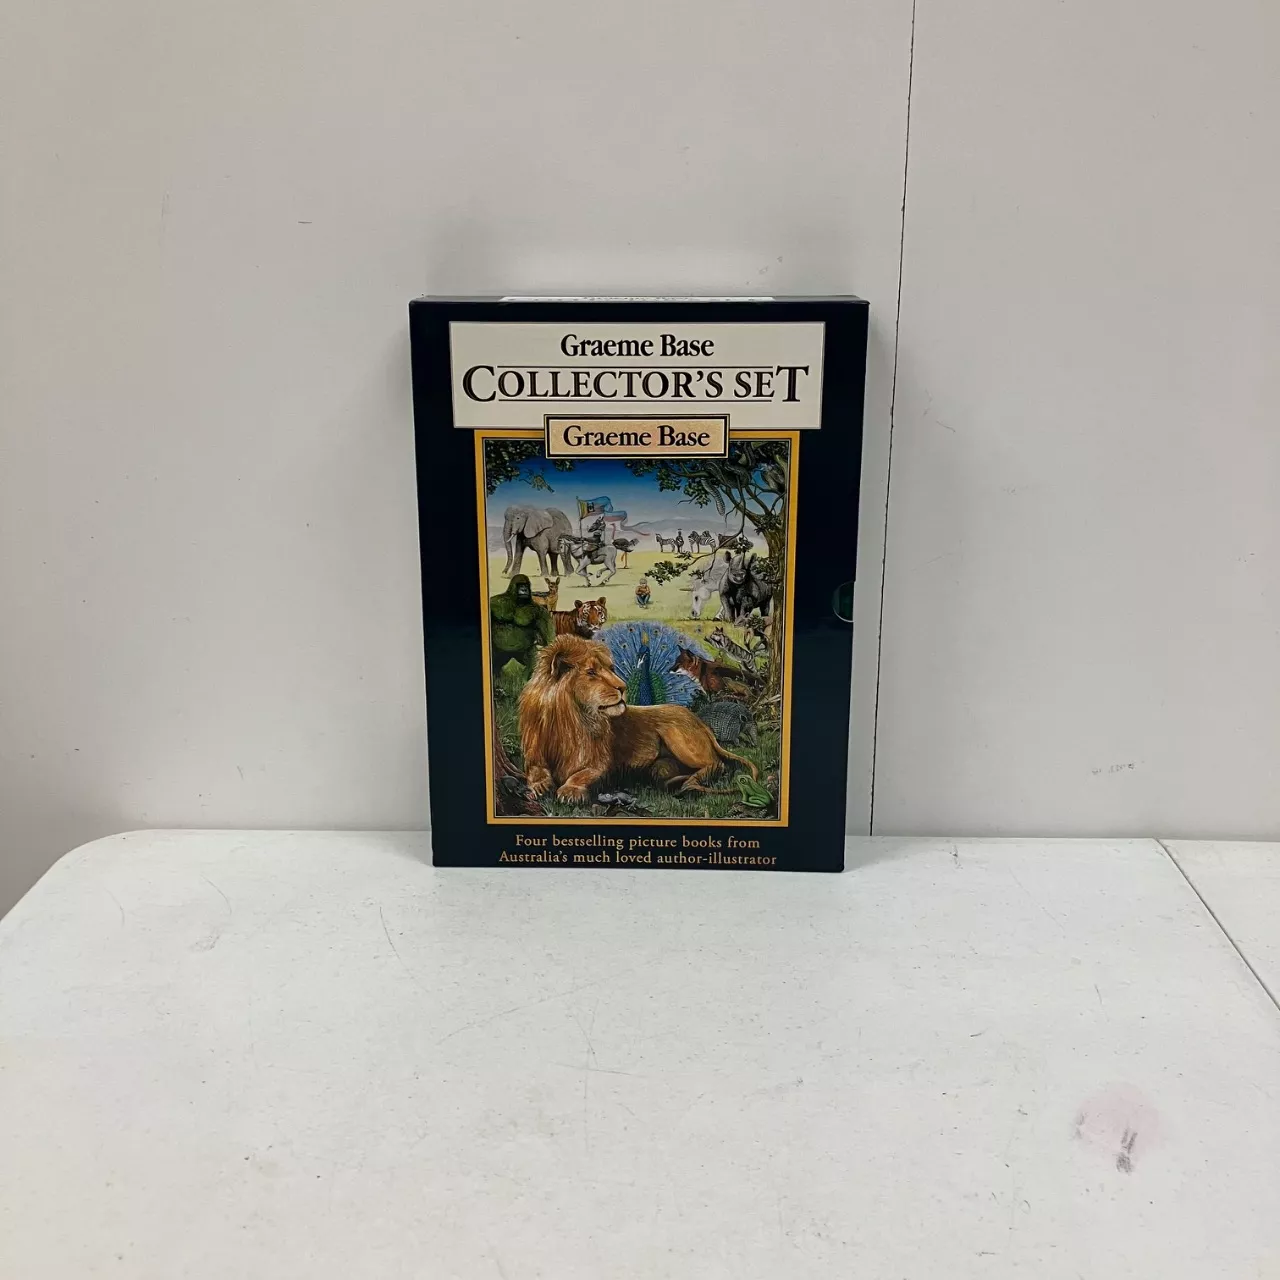 Graeme Base
COLLECTOR'S SET
Graeme Base
Four bestselling picture books from
Australia's much loved author-illustrator